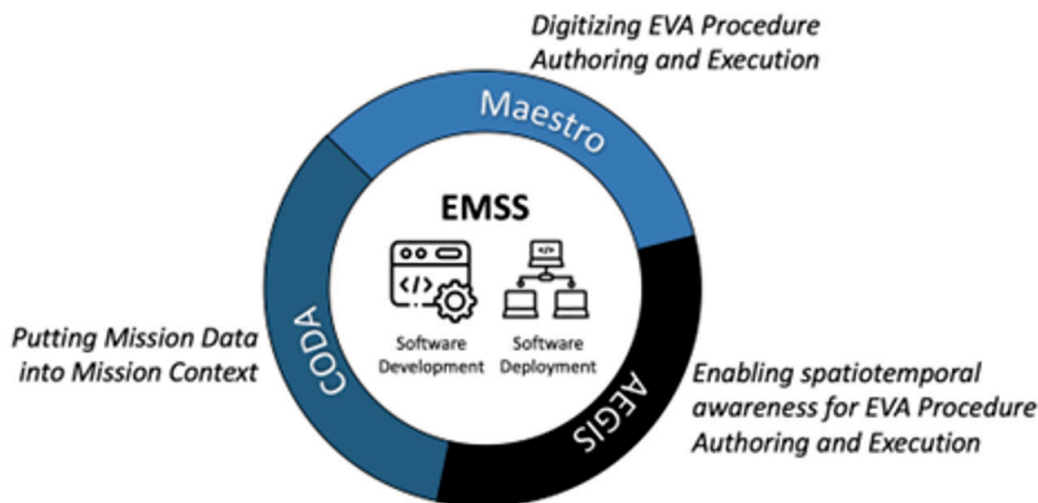 Digitizing EVA Procedure
Authoring and Execution
Maestro
EMSS
</>
</>
Software
Development
Software
Deployment
CODA
Putting Mission Data
into Mission Context
AEGIS
Enabling spatiotemporal
awareness for EVA Procedure
Authoring and Execution